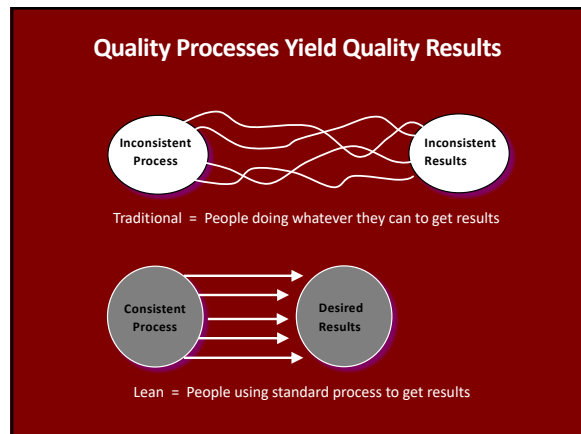 Quality Processes Yield Quality Results
Inconsistent
Process
Inconsistent
Results
Traditional = People doing whatever they can to get results
Consistent
Process
Desired
Results
Lean = People using standard process to get results